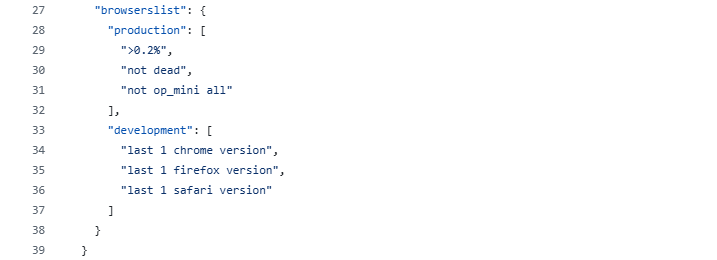 27 "browserslist": {
28 "production": [
29 ">0.2%",
30 "not dead",
31 "not op_mini all"
32 ],
33 "development": [
34 "last 1 chrome version",
35 "last 1 firefox version",
36 "last 1 safari version"
37 ]
38 }
39 }